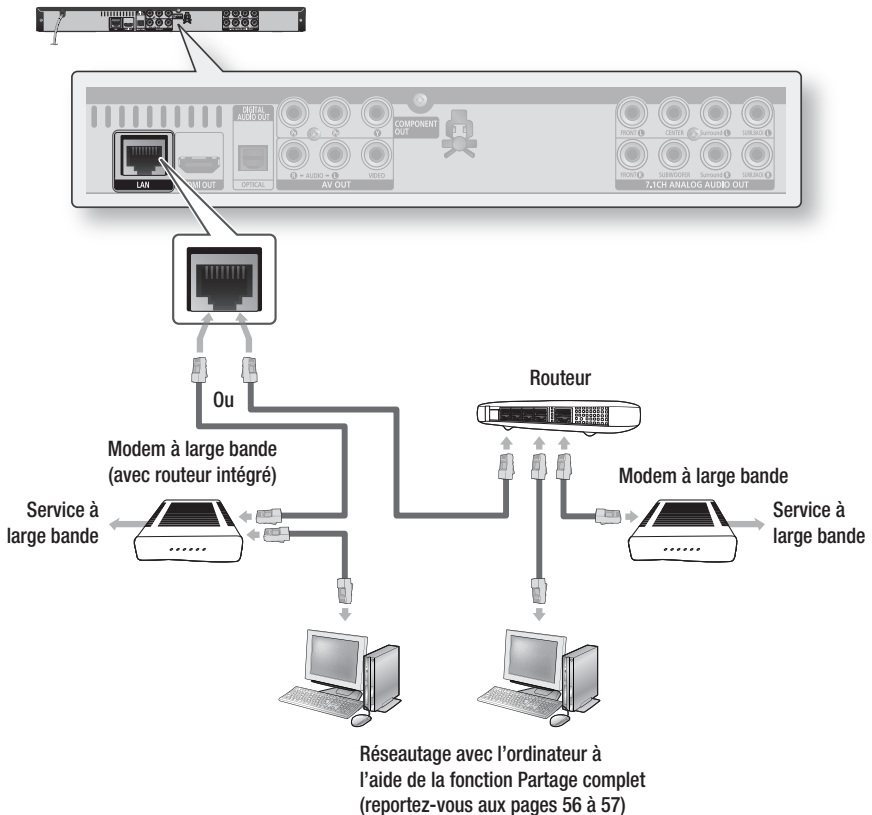 DIGITAL
AUDIO OUT
COMPONENT
OUT
LAN
OPTICAL
R - AUDIO - L
VIDEO
AV OUT
FRONT L
CENTER
Surround L
FRONT R
SUBWOOFER
Surround R
7.1CH ANALOG AUDIO OUT
Ou
Routeur
Modem à large bande
(avec routeur intégré)
Modem à large bande
Service à
large bande
Service à
large bande
Réseautage avec l'ordinateur à
l'aide de la fonction Partage complet
(reportez-vous aux pages 56 à 57)